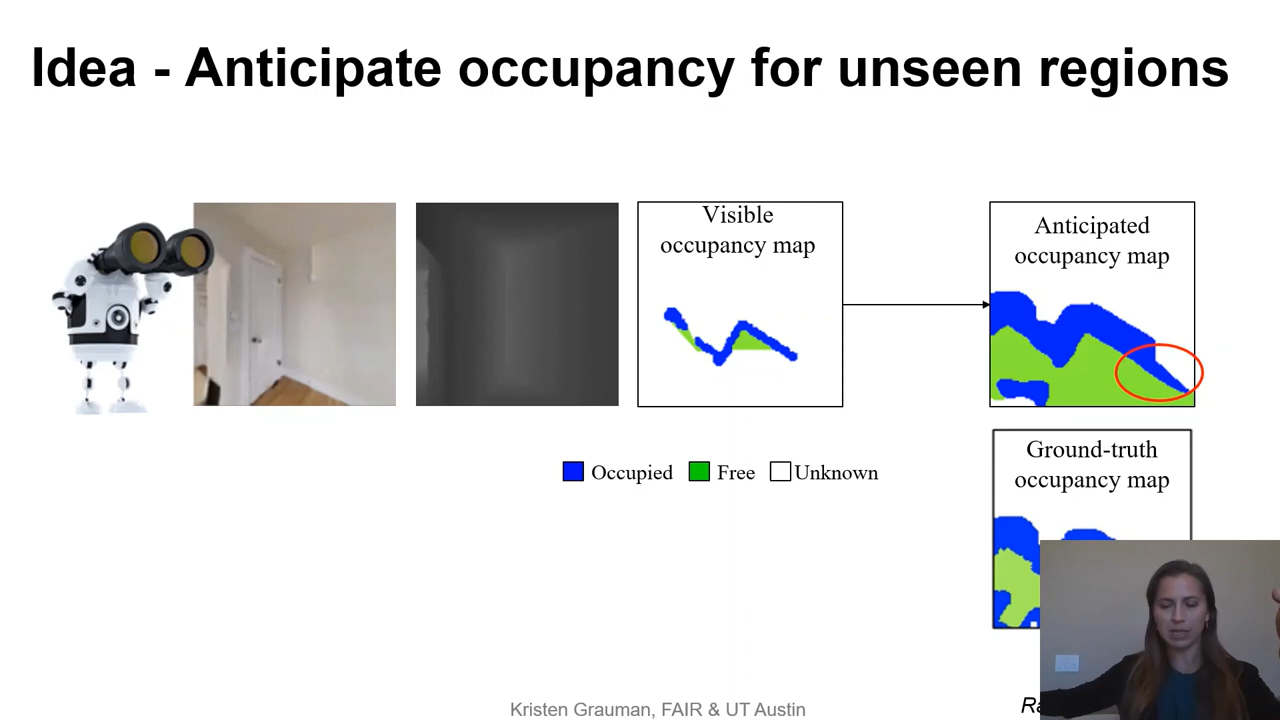 Idea - Anticipate occupancy for unseen regions
Visible
occupancy map
Anticipated
occupancy map
Occupied
Free
Unknown
Ground-truth
occupancy map
Kristen Grauman, FAIR & UT Austin